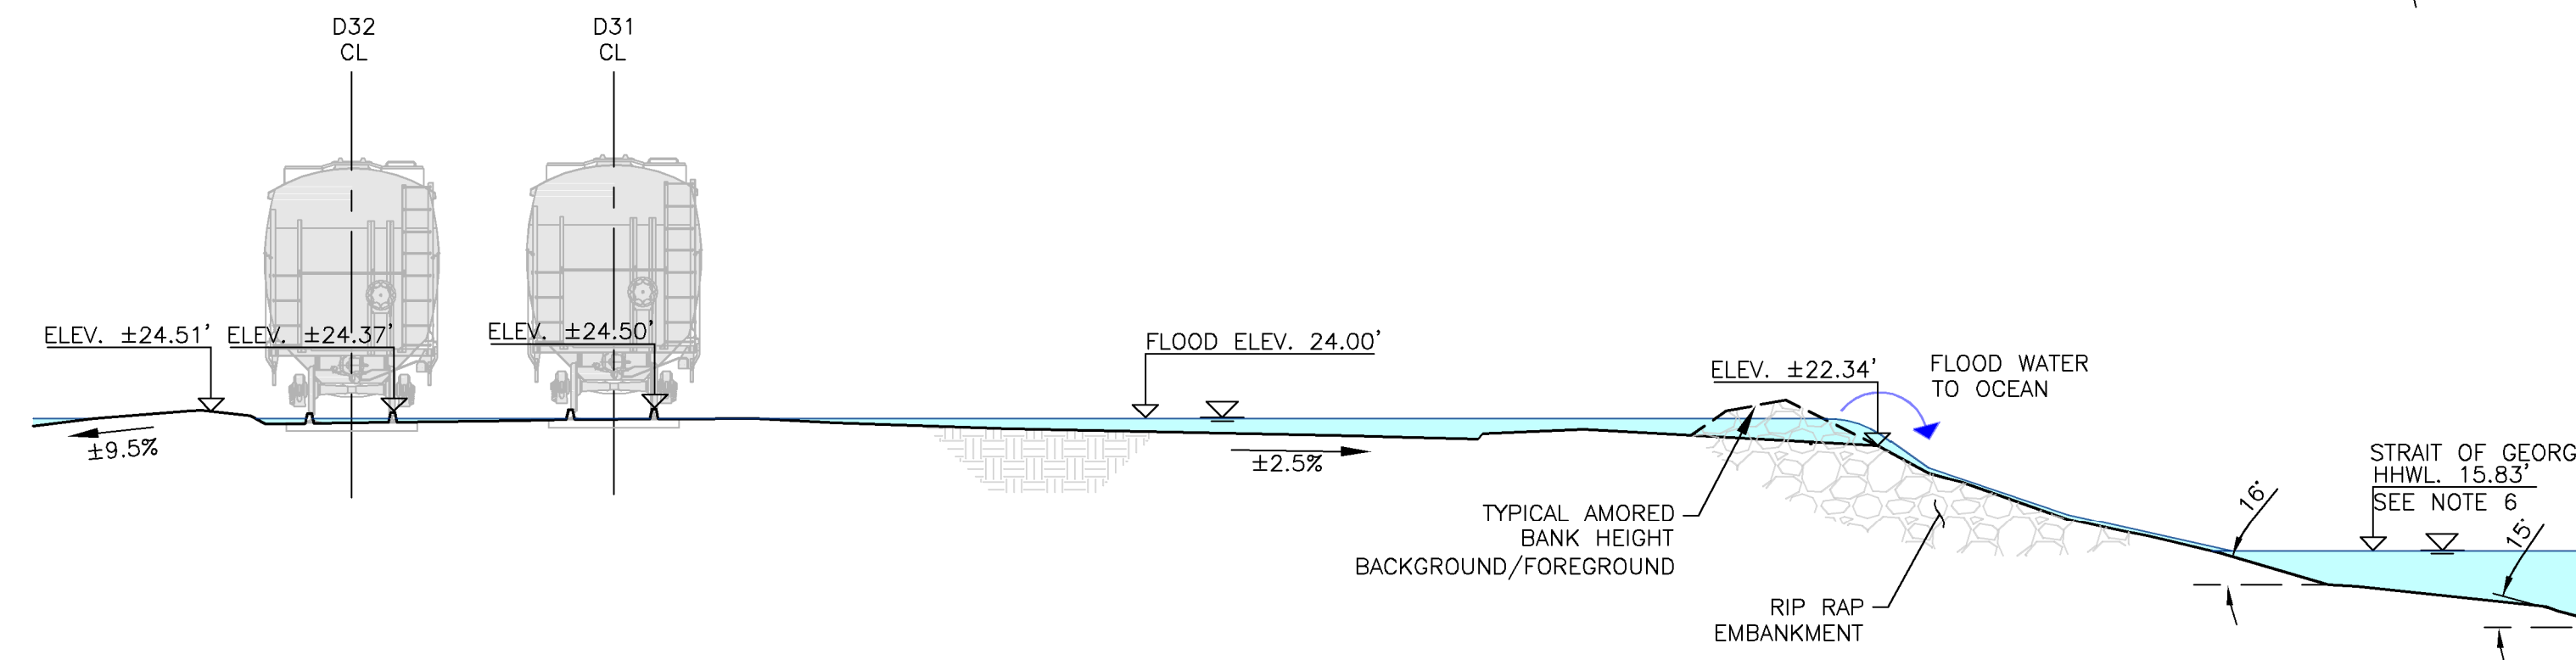 D32
CL
D31
CL
ELEV. ±24.51'
ELEV. ±24.37'
ELEV. ±24.50'
FLOOD ELEV. 24.00'
ELEV. ±22.34'
FLOOD WATER
TO OCEAN
±9.5%
±2.5%
STRAIT OF GEORG
HHWL. 15.83'
SEE NOTE 6
16°
15°
TYPICAL AMORED
BANK HEIGHT
BACKGROUND/FOREGROUND
RIP RAP
EMBANKMENT